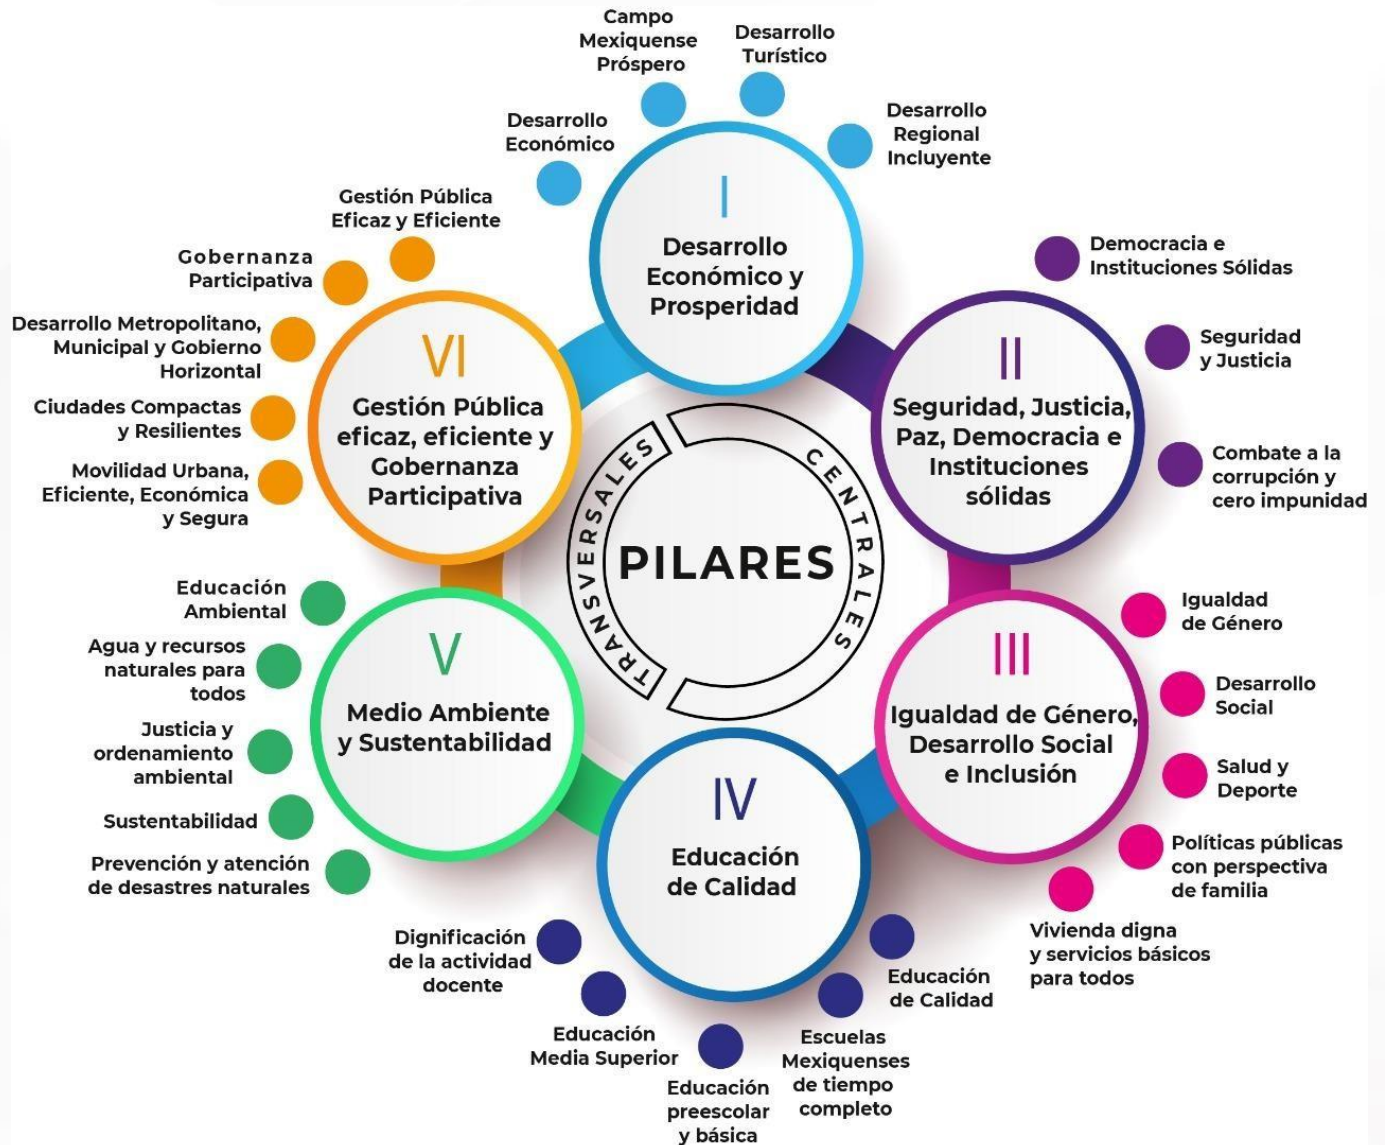 Campo
Mexiquense
Próspero
Desarrollo
Turístico
Desarrollo
Económico
Desarrollo
Regional
Incluyente
I
Desarrollo
Económico y
Prosperidad
Democracia e
Instituciones Sólidas
Seguridad
y Justicia
Combate a la
corrupción y
cero impunidad
II
Seguridad, Justicia,
Paz, Democracia e
Instituciones
sólidas
Igualdad
de Género
Desarrollo
Social
Salud y
Deporte
Políticas públicas
con perspectiva
de familia
Vivienda digna
y servicios básicos
para todos
III
Igualdad de Género,
Desarrollo Social
e Inclusión
IV
Educación
de Calidad
Educación
de Calidad
Escuelas
Mexiquenses
de tiempo
completo
Educación
preescolar
y básica
Educación
Media Superior
Dignificación
de la actividad
docente
V
Medio Ambiente
y Sustentabilidad
Educación
Ambiental
Agua y recursos
naturales para
todos
Justicia y
ordenamiento
ambiental
Sustentabilidad
Prevención y atención
de desastres naturales
VI
Gestión Pública
eficaz, eficiente y
Gobernanza
Participativa
Gestión Pública
Eficaz y Eficiente
Gobernanza
Participativa
Desarrollo Metropolitano,
Municipal y Gobierno
Horizontal
Ciudades Compactas
y Resilientes
Movilidad Urbana,
Eficiente, Económica
y Segura
TRANSVERSALES
CENTRALES
PILARES